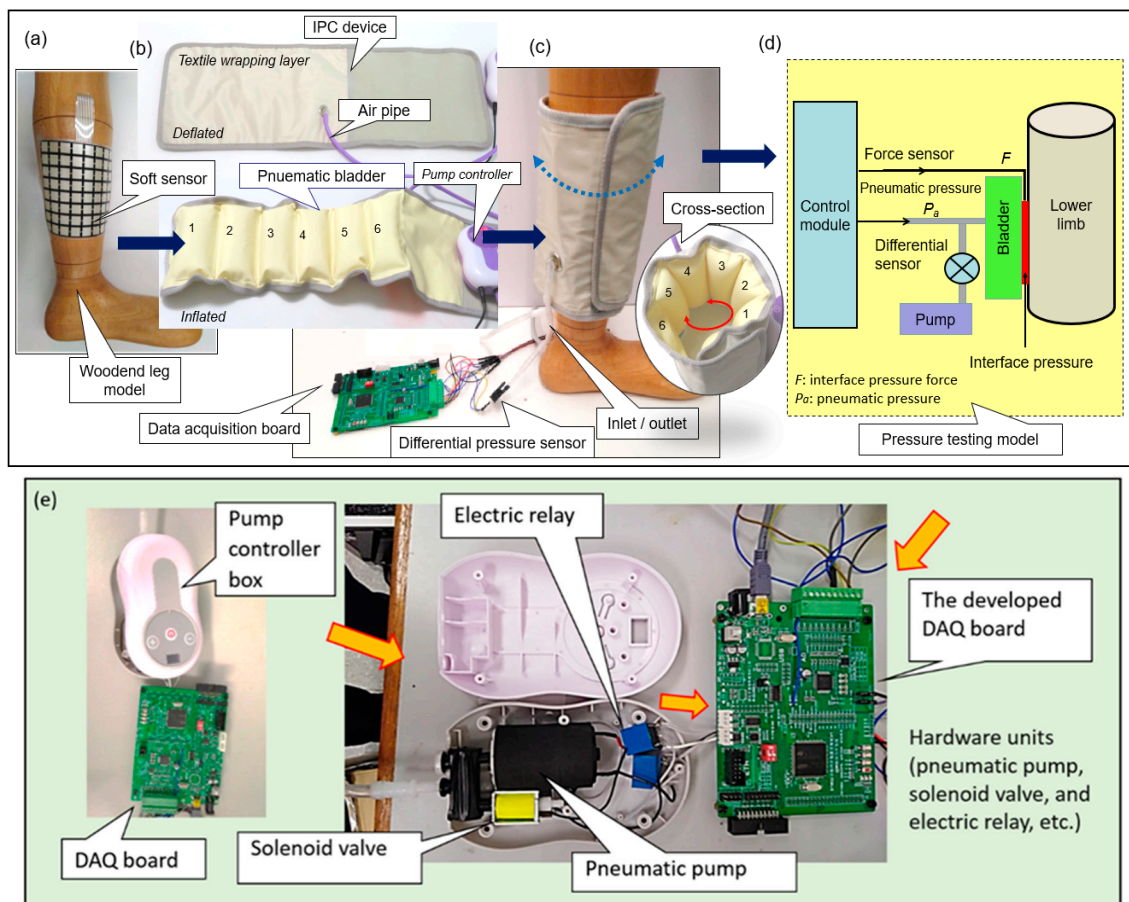 (a)
(b)
IPC device
Textile wrapping layer
Air pipe
Deflated
Soft sensor
Pnuematic bladder
Pump controller
1 2 3 4 5 6
Inflated
Woodend leg
model
(c)
Cross-section
4 3
5 2
6 1
Data acquisition board
Differential pressure sensor
Inlet / outlet
(d)
Force sensor
F
Pneumatic pressure
Pa
Control
module
Differential
sensor
Bladder
Lower
limb
Pump
Interface pressure
F: interface pressure force
Pa: pneumatic pressure
Pressure testing model
(e)
Pump
controller
box
DAQ board
Electric relay
Solenoid valve
Pneumatic pump
The developed
DAQ board
Hardware units
(pneumatic pump,
solenoid valve, and
electric relay, etc.)